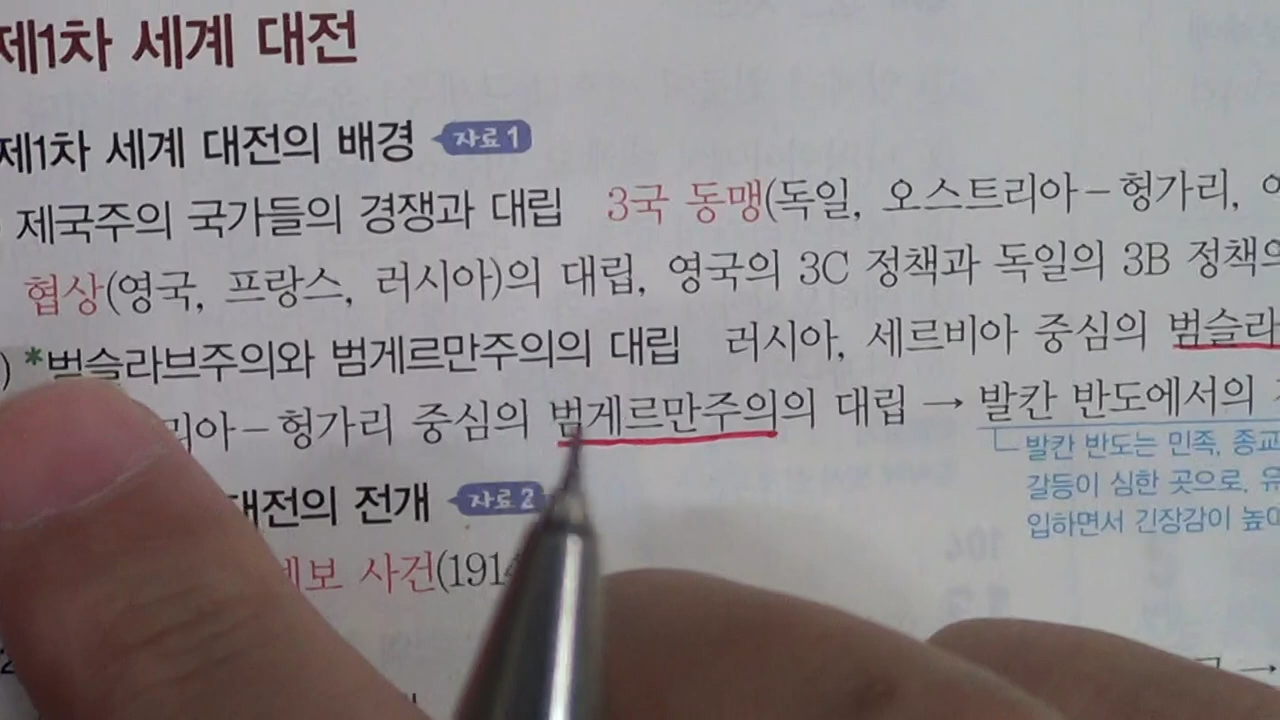 제1차 세계 대전
제1차 세계 대전의 배경 자료 1
제국주의 국가들의 경쟁과 대립 3국 동맹(독일, 오스트리아-헝가리,
협상(영국, 프랑스, 러시아)의 대립, 영국의 3C 정책과 독일의 3B 정책의
) *범슬라브주의와 범게르만주의의 대립 러시아, 세르비아 중심의 범슬라
리아-헝가리 중심의 범게르만주의의 대립 → 발칸 반도에서의
발칸 반도는 민족, 종교
갈등이 심한 곳으로, 유
입하면서 긴장감이 높아
대전의 전개 자료 2
보 사건(1914